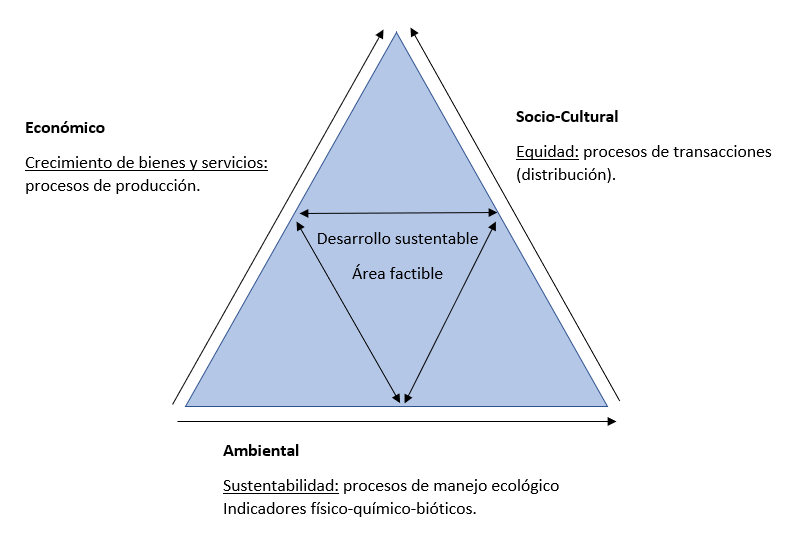 Económico
Crecimiento de bienes y servicios:
procesos de producción.
Socio-Cultural
Equidad: procesos de transacciones
(distribución).
Desarrollo sustentable
Área factible
Ambiental
Sustentabilidad: procesos de manejo ecológico
Indicadores físico-químico-bióticos.